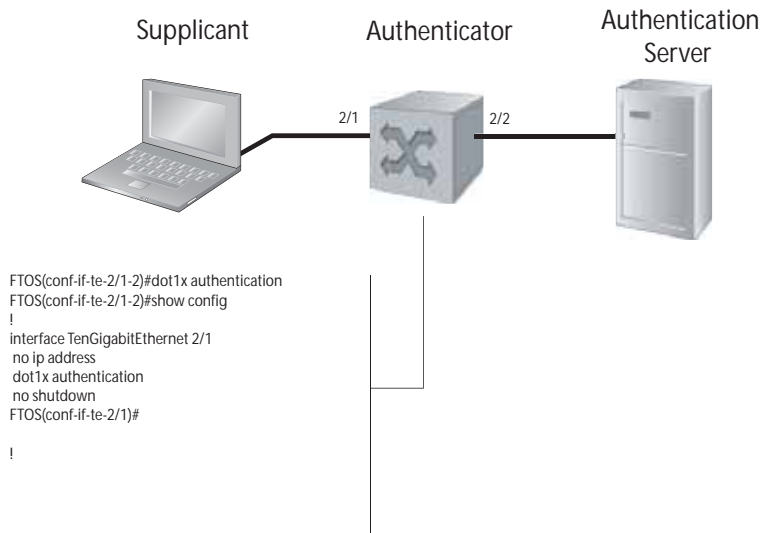 Supplicant
Authenticator
Authentication
Server
2/1
2/2
FTOS(conf-if-te-2/1-2)#dot1x authentication
FTOS(conf-if-te-2/1-2)#show config
!
interface TenGigabitEthernet 2/1
no ip address
dot1x authentication
no shutdown
FTOS(conf-if-te-2/1)#
!